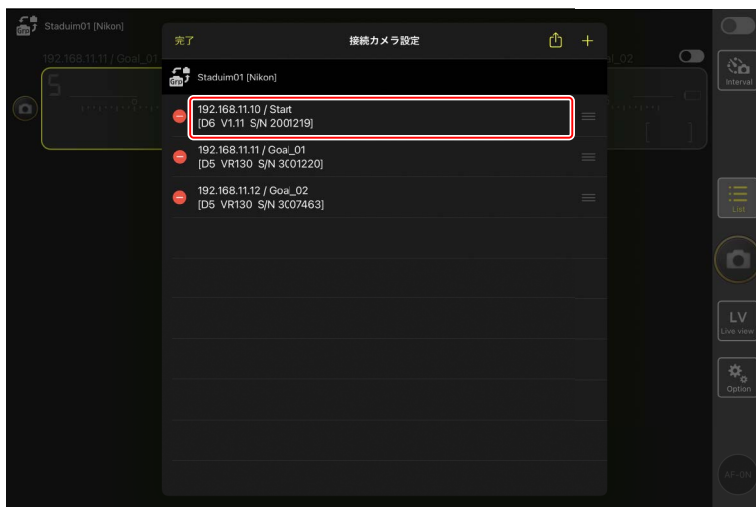 Grp
Staduim01 [Nikon]
192.168.11.11 / Goal_01
S
完了
接続カメラ設定
Grp
Staduim01 [Nikon]
192.168.11.10 / Start
[D6 V1.11 S/N 2001219]
192.168.11.11 / Goal_01
[D5 VR130 S/N 3001220]
192.168.11.12 / Goal_02
[D5 VR130 S/N 3007463]
al_02
Interval
List
LV
Live view
Option
AF-ON